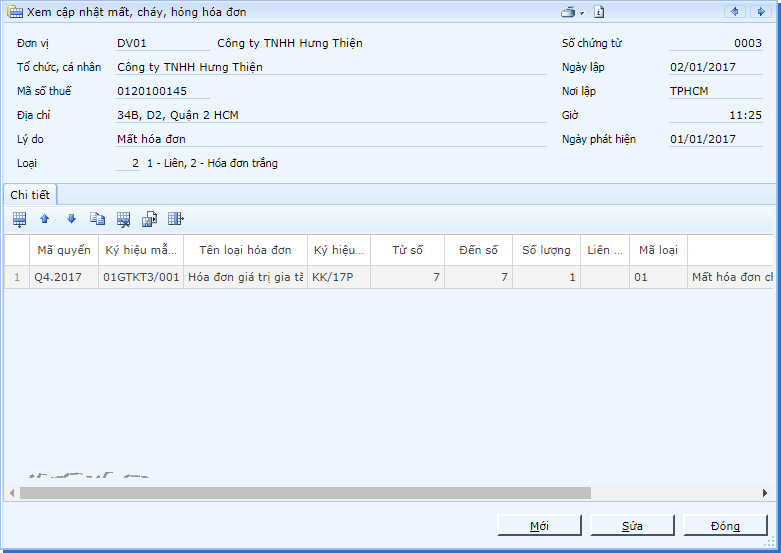 Xem cập nhật mất, cháy, hỏng hóa đơn
Đơn vị DV01 Công ty TNHH Hưng Thiện Số chứng từ 0003
Tổ chức, cá nhân Công ty TNHH Hưng Thiện Ngày lập 02/01/2017
Mã số thuế 0120100145 Nơi lập TPHCM
Địa chỉ 34B, D2, Quận 2 HCM Giờ 11:25
Lý do Mất hóa đơn Ngày phát hiện 01/01/2017
Loại 2 1 - Liên, 2 - Hóa đơn trắng
Chi tiết
Mã quyển Ký hiệu mẫ... Tên loại hóa đơn Ký hiệu... Từ số Đến số Số lượng Liên ... Mã loại
1 Q4.2017 01GTKT3/001 Hóa đơn giá trị gia tă KK/17P 7 7 1 01 Mất hóa đơn ch
Mới Sửa Đóng